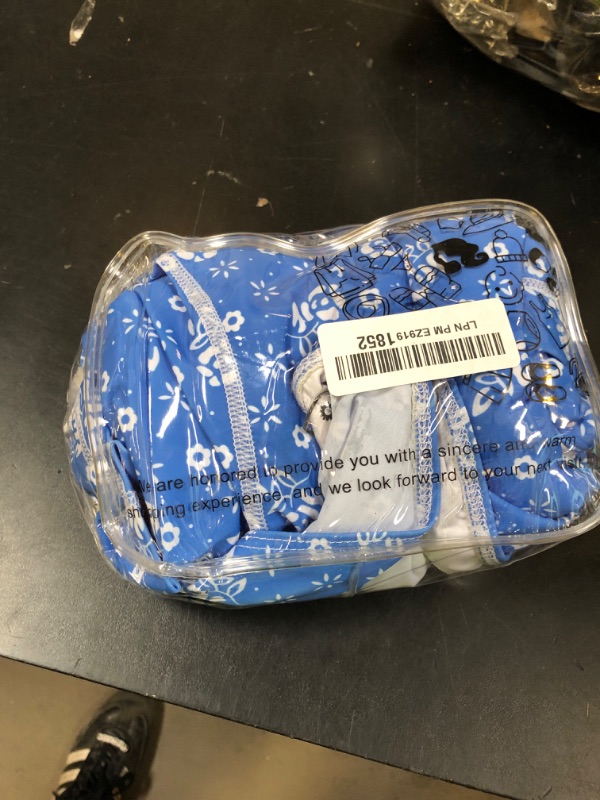 LPN PM EZ919 1852
We are honored to provide you with a sincere and warm
shopping experience, and we look forward to your next visit